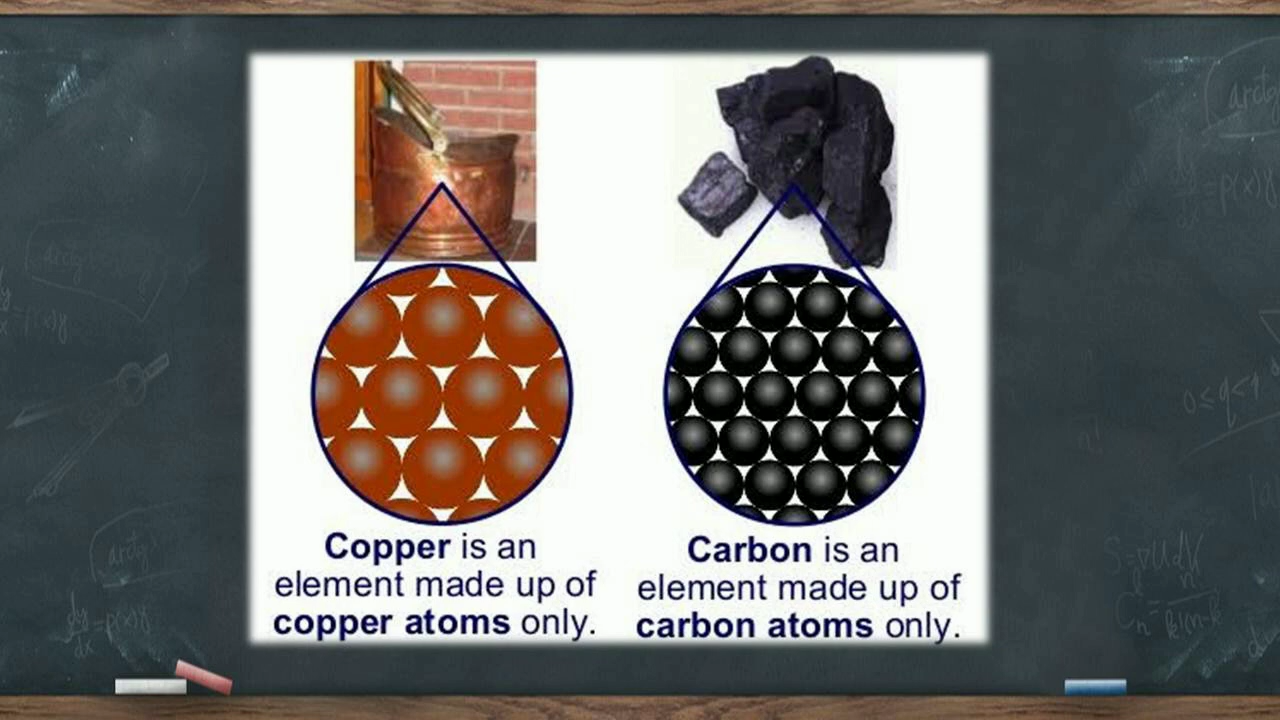 Copper is an
element made up of
copper atoms only.
Carbon is an
element made up of
carbon atoms only.